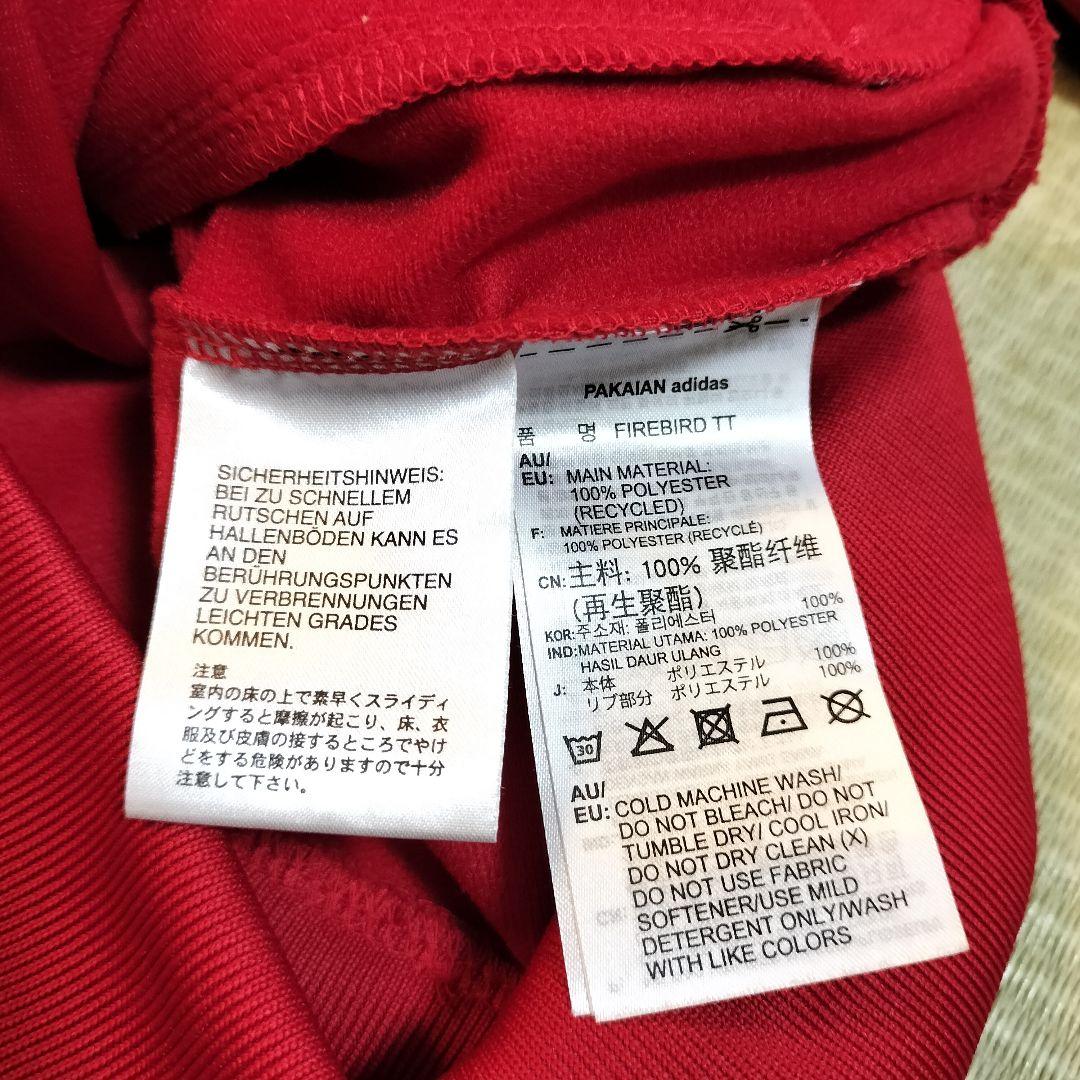 SICHERHEITSHINWEIS:
BEI ZU SCHNELLEM
RUTSCHEN AUF
HALLENBÖDEN KANN ES
AN DEN
BERÜHRUNGSPUNKTEN
ZU VERBRENNUNGEN
LEICHTEN GRADES
KOMMEN.
注意
室内の床の上で素早くスライディ
ングすると摩擦が起こり、床、衣
服及び皮膚の接するところでやけ
どをする危険がありますので十分
注意して下さい。
PAKAIAN adidas
품 명 FIREBIRD TT
AU/
EU: MAIN MATERIAL:
100% POLYESTER
(RECYCLED)
F: MATIERE PRINCIPALE:
100% POLYESTER (RECYCLÉ)
CN: 主料: 100% 聚酯纤维
(再生聚酯)
KOR: 주소재: 폴리에스터 100%
IND: MATERIAL UTAMA: 100% POLYESTER
HASIL DAUR ULANG
J: 本体 ポリエステル 100%
リブ部分 ポリエステル 100%
30
AU/
EU: COLD MACHINE WASH/
DO NOT BLEACH/ DO NOT
TUMBLE DRY/ COOL IRON/
DO NOT DRY CLEAN (X)
DO NOT USE FABRIC
SOFTENER/USE MILD
DETERGENT ONLY/WASH
WITH LIKE COLORS